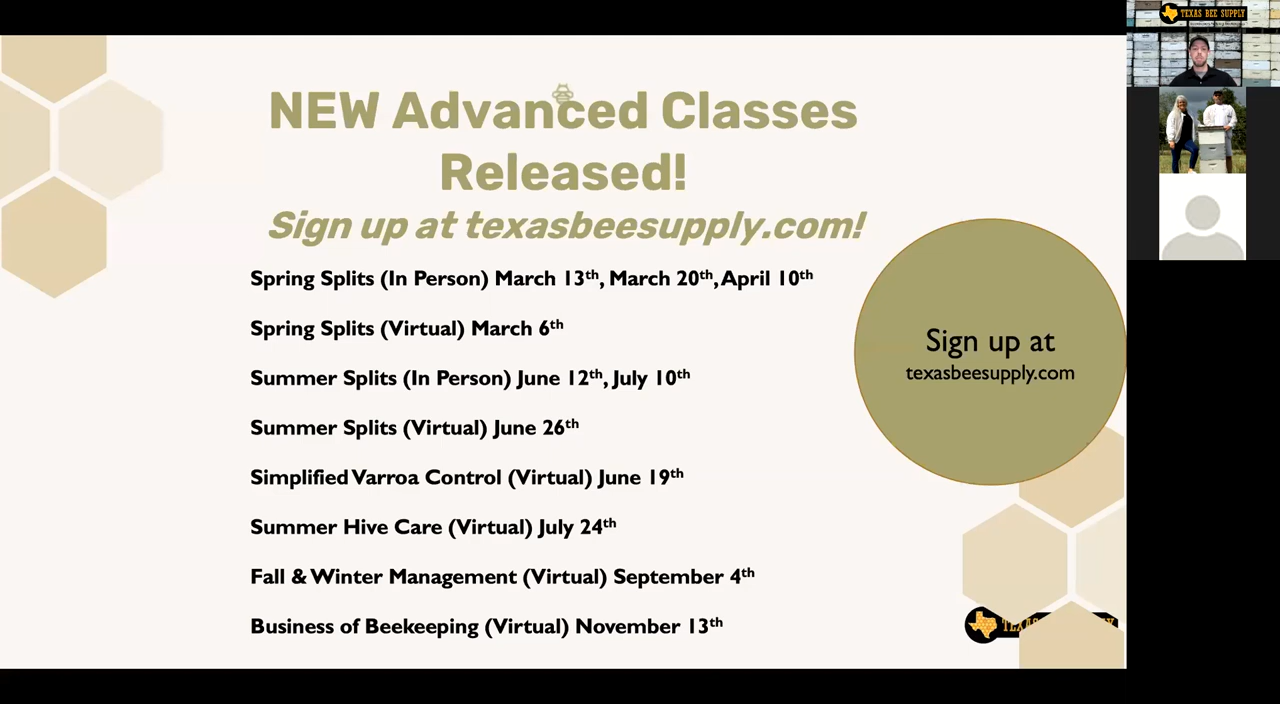 NEW Advanced Classes
Released!
Sign up at texasbeesupply.com!
Spring Splits (In Person) March 13th, March 20th, April 10th
Spring Splits (Virtual) March 6th
Summer Splits (In Person) June 12th, July 10th
Summer Splits (Virtual) June 26th
Simplified Varroa Control (Virtual) June 19th
Summer Hive Care (Virtual) July 24th
Fall & Winter Management (Virtual) September 4th
Business of Beekeeping (Virtual) November 13th
Sign up at
texasbeesupply.com
TEXAS BEE SUPPLY